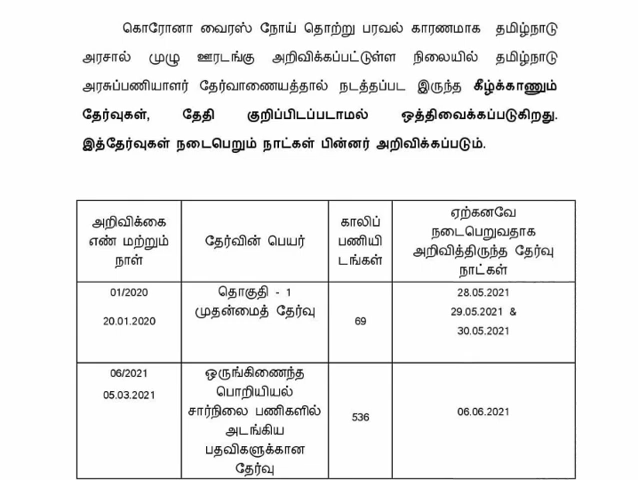 கொரோனா வைரஸ் நோய் தொற்று பரவல் காரணமாக தமிழ்நாடு
அரசால் முழு ஊரடங்கு அறிவிக்கப்பட்டுள்ள நிலையில் தமிழ்நாடு
அரசுப்பணியாளர் தேர்வாணையத்தால் நடத்தப்பட இருந்த கீழ்க்காணும்
தேர்வுகள், தேதி குறிப்பிடப்படாமல் ஒத்திவைக்கப்படுகிறது.
இத்தேர்வுகள் நடைபெறும் நாட்கள் பின்னர் அறிவிக்கப்படும்.
அறிவிக்கை
எண் மற்றும்
நாள்
தேர்வின் பெயர்
காலிப்
பணியி
டங்கள்
ஏற்கனவே
நடைபெறுவதாக
அறிவித்திருந்த தேர்வு
நாட்கள்
01/2020
20.01.2020
தொகுதி - 1
முதன்மைத் தேர்வு
69
28.05.2021
29.05.2021 &
30.05.2021
06/2021
05.03.2021
ஒருங்கிணைந்த
பொறியியல்
சார்நிலை பணிகளில்
அடங்கிய
பதவிகளுக்கான
தேர்வு
536
06.06.2021